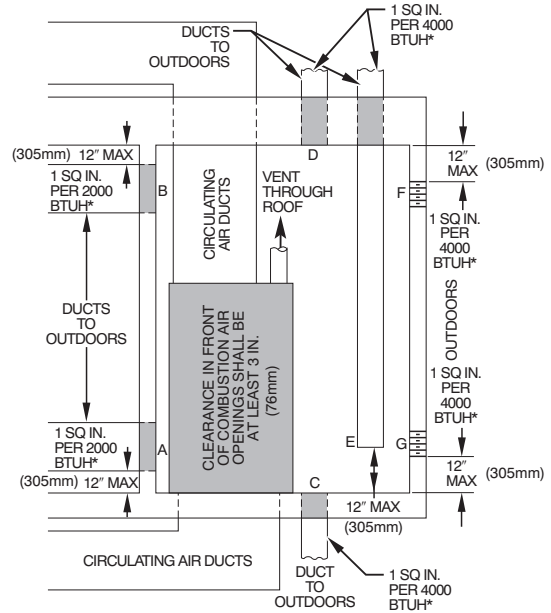 1 SQ IN.
PER 4000
BTUH*
DUCTS
TO
OUTDOORS
(305mm) 12" MAX
1 SQ IN.
PER 2000
BTUH*
B
D
CIRCULATING
AIR DUCTS
VENT
THROUGH
ROOF
F
12"
MAX (305mm)
1 SQ IN.
PER
4000
BTUH*
DUCTS
TO
OUTDOORS
OUTDOORS
CLEARANCE IN FRONT
OF COMBUSTION AIR
OPENINGS SHALL BE
AT LEAST 3 IN.
(76mm)
1 SQ IN.
PER
4000
BTUH*
1 SQ IN.
PER 2000
BTUH*
A
E
G
(305mm) 12" MAX
C
12"
MAX (305mm)
12" MAX
(305mm)
CIRCULATING AIR DUCTS
DUCT
TO
OUTDOORS
1 SQ IN.
PER 4000
BTUH*